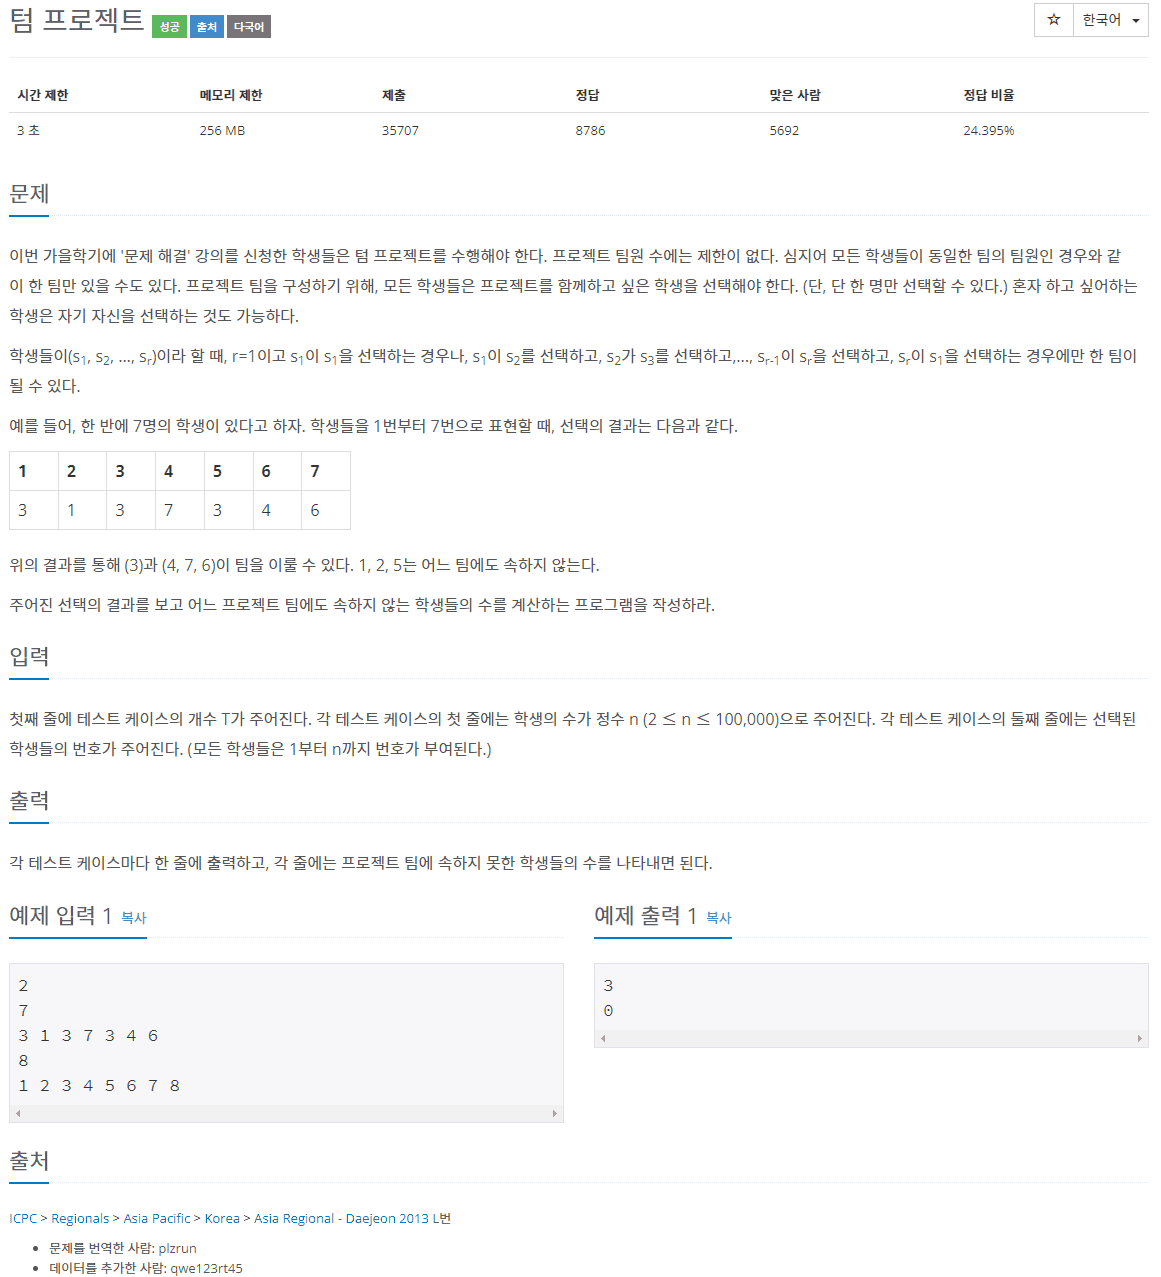 텀 프로젝트 성공 출처 다국어
☆ 한국어
시간 제한 메모리 제한 제출 정답 맞은 사람 정답 비율
3 초 256 MB 35707 8786 5692 24.395%
문제
이번 가을학기에 '문제 해결' 강의를 신청한 학생들은 텀 프로젝트를 수행해야 한다. 프로젝트 팀원 수에는 제한이 없다. 심지어 모든 학생들이 동일한 팀의 팀원인 경우와 같
이 한 팀만 있을 수도 있다. 프로젝트 팀을 구성하기 위해, 모든 학생들은 프로젝트를 함께하고 싶은 학생을 선택해야 한다. (단, 단 한 명만 선택할 수 있다.) 혼자 하고 싶어하는
학생은 자기 자신을 선택하는 것도 가능하다.
학생들이(s1, s2, ..., sr)이라 할 때, r=1이고 s1이 s1을 선택하는 경우나, s1이 s2를 선택하고, s2가 s3를 선택하고,..., sr-1이 sr을 선택하고, sr이 s1을 선택하는 경우에만 한 팀이
될 수 있다.
예를 들어, 한 반에 7명의 학생이 있다고 하자. 학생들을 1번부터 7번으로 표현할 때, 선택의 결과는 다음과 같다.
1 2 3 4 5 6 7
3 1 3 7 3 4 6
위의 결과를 통해 (3)과 (4, 7, 6)이 팀을 이룰 수 있다. 1, 2, 5는 어느 팀에도 속하지 않는다.
주어진 선택의 결과를 보고 어느 프로젝트 팀에도 속하지 않는 학생들의 수를 계산하는 프로그램을 작성하라.
입력
첫째 줄에 테스트 케이스의 개수 T가 주어진다. 각 테스트 케이스의 첫 줄에는 학생의 수가 정수 n (2 ≤ n ≤ 100,000)으로 주어진다. 각 테스트 케이스의 둘째 줄에는 선택된
학생들의 번호가 주어진다. (모든 학생들은 1부터 n까지 번호가 부여된다.)
출력
각 테스트 케이스마다 한 줄에 출력하고, 각 줄에는 프로젝트 팀에 속하지 못한 학생들의 수를 나타내면 된다.
예제 입력 1 복사
2
7
3 1 3 7 3 4 6
8
1 2 3 4 5 6 7 8
예제 출력 1 복사
3
0
출처
ICPC > Regionals > Asia Pacific > Korea > Asia Regional - Daejeon 2013 L번
• 문제를 번역한 사람: plzrun
• 데이터를 추가한 사람: qwe123rt45